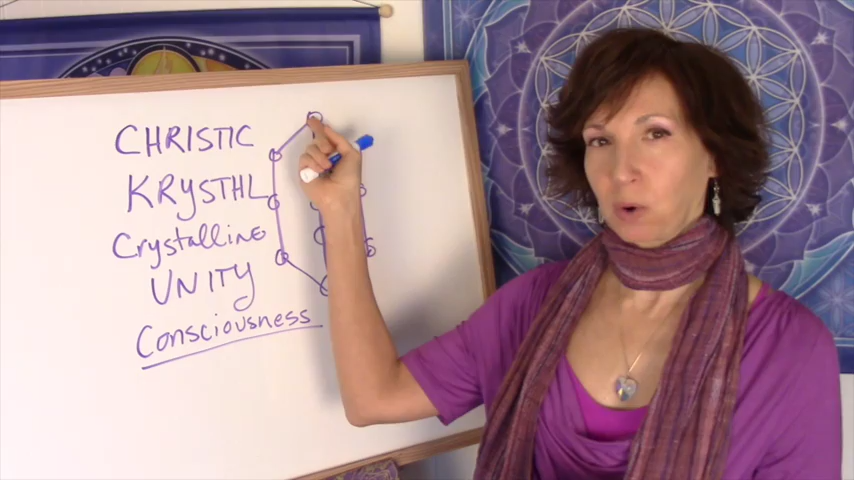 CHRISTIC
KRYSTHL
Crystalline
UNITY
Consciousness